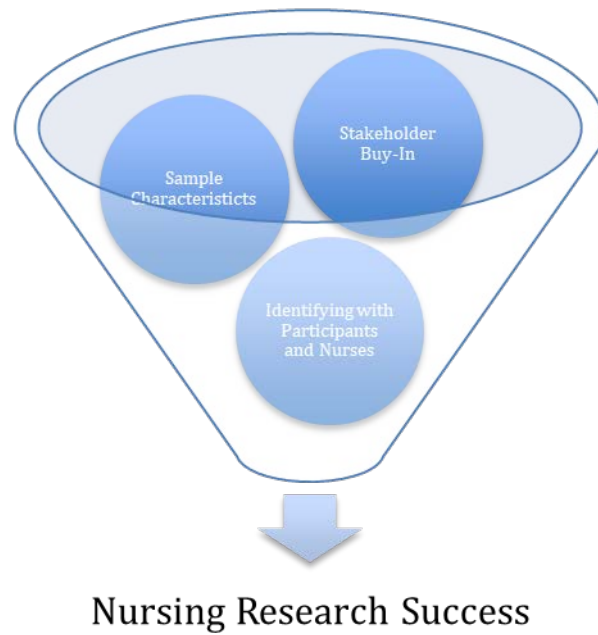 Stakeholder
Buy-In
Sample
Characteristicts
Identifying with
Participants
and Nurses
Nursing Research Success